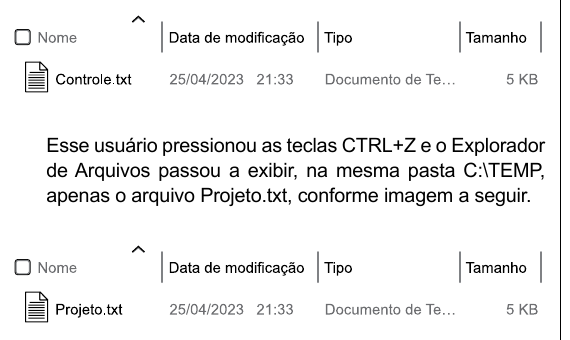 Nome Data de modificação Tipo Tamanho
Controle.txt 25/04/2023 21:33 Documento de Te... 5 KB
Esse usuário pressionou as teclas CTRL+Z e o Explorador
de Arquivos passou a exibir, na mesma pasta C:\TEMP,
apenas o arquivo Projeto.txt, conforme imagem a seguir.
Nome Data de modificação Tipo Tamanho
Projeto.txt 25/04/2023 21:33 Documento de Te... 5 KB